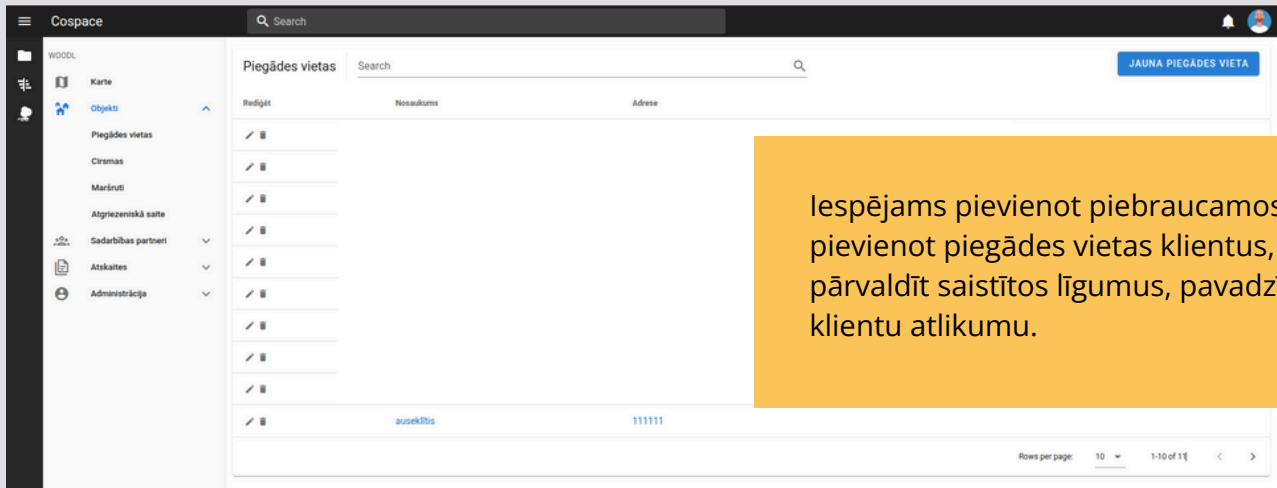 Cospace
Search
WOODL
Karte
Objekti
Piegādes vietas
Cirsmas
Maršruti
Atgriezeniskā saite
Sadarbības partneri
Atskaites
Administrācija
Piegādes vietas
Search
JAUNA PIEGĀDES VIETA
Rediģēt Nosaukums Adrese
auseklītis 111111
Rows per page: 10 1-10 of 11
Iespējams pievienot piebraucamos
pievienot piegādes vietas klientus,
pārvaldīt saistītos līgumus,
klientu atlikumu.